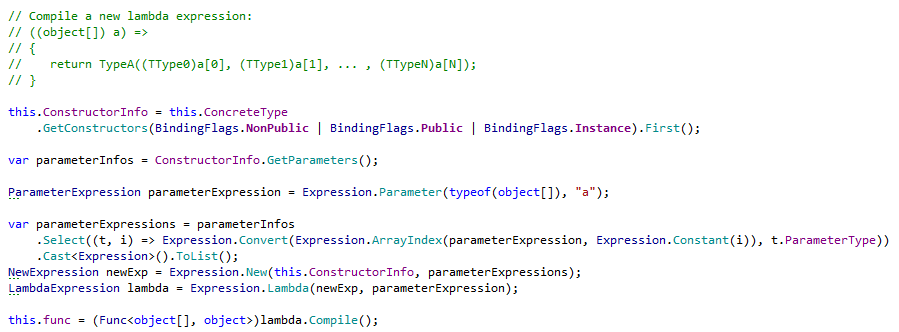 // Compile a new lambda expression:
// ((object[]) a) =>
// {
//    return TypeA((TType0)a[0], (TType1)a[1], ... , (TTypeN)a[N]);
// }
this.ConstructorInfo = this.ConcreteType
    .GetConstructors(BindingFlags.NonPublic | BindingFlags.Public | BindingFlags.Instance).First();
var parameterInfos = ConstructorInfo.GetParameters();
ParameterExpression parameterExpression = Expression.Parameter(typeof(object[]), "a");
var parameterExpressions = parameterInfos
    .Select((t, i) => Expression.Convert(Expression.ArrayIndex(parameterExpression, Expression.Constant(i)), t.ParameterType))
    .Cast<Expression>().ToList();
NewExpression newExp = Expression.New(this.ConstructorInfo, parameterExpressions);
LambdaExpression lambda = Expression.Lambda(newExp, parameterExpression);
this.func = (Func<object[], object>)lambda.Compile();